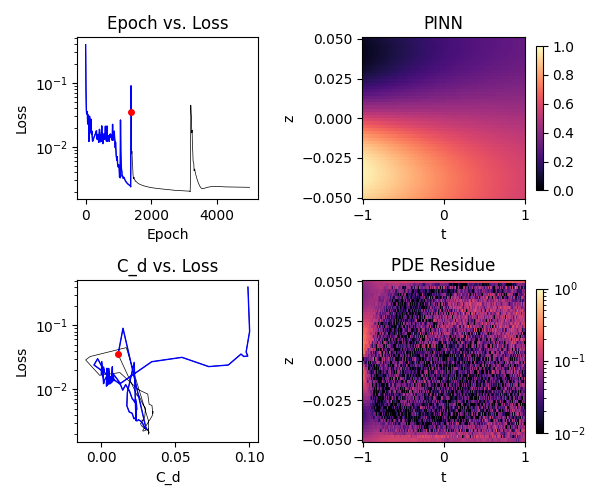 Epoch vs. Loss
Loss
10⁻¹
10⁻²
0 2000 4000
Epoch
PINN
z
0.050
0.025
0.000
−0.025
−0.050
−1 0 1
t
1.0
0.8
0.6
0.4
0.2
0.0
C_d vs. Loss
Loss
10⁻¹
10⁻²
0.00 0.05 0.10
C_d
PDE Residue
z
0.050
0.025
0.000
−0.025
−0.050
−1 0 1
t
10⁰
10⁻¹
10⁻²